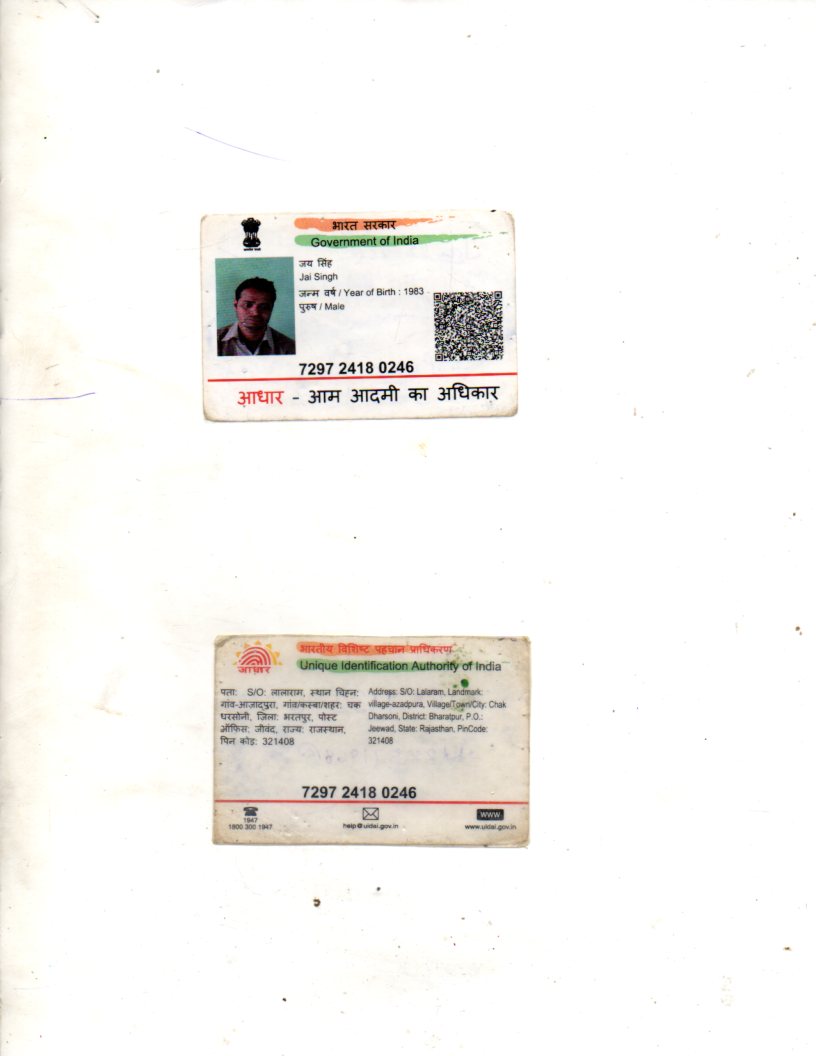 भारत सरकार
Government of India
जय सिंह
Jai Singh
जन्म वर्ष / Year of Birth : 1983
पुरुष / Male
7297 2418 0246
आधार - आम आदमी का अधिकार
भारतीय विशिष्ट पहचान प्राधिकरण
Unique Identification Authority of India
आधार
पता: S/O: लालाराम, स्थान चिहन:
गांव-आजादपुरा, गांव/कस्बा/शहर: चक
धरसोनी, जिला: भरतपुर, पोस्ट
ऑफिस: जीवंद, राज्य: राजस्थान,
पिन कोड: 321408
Address: S/O: Lalaram, Landmark:
village-azadpura, Village/Town/City: Chak
Dharsoni, District: Bharatpur, P.O.:
Jeewad, State: Rajasthan, PinCode:
321408
7297 2418 0246
1947
1800 300 1947
help@uidai.gov.in
WWW
www.uidai.gov.in